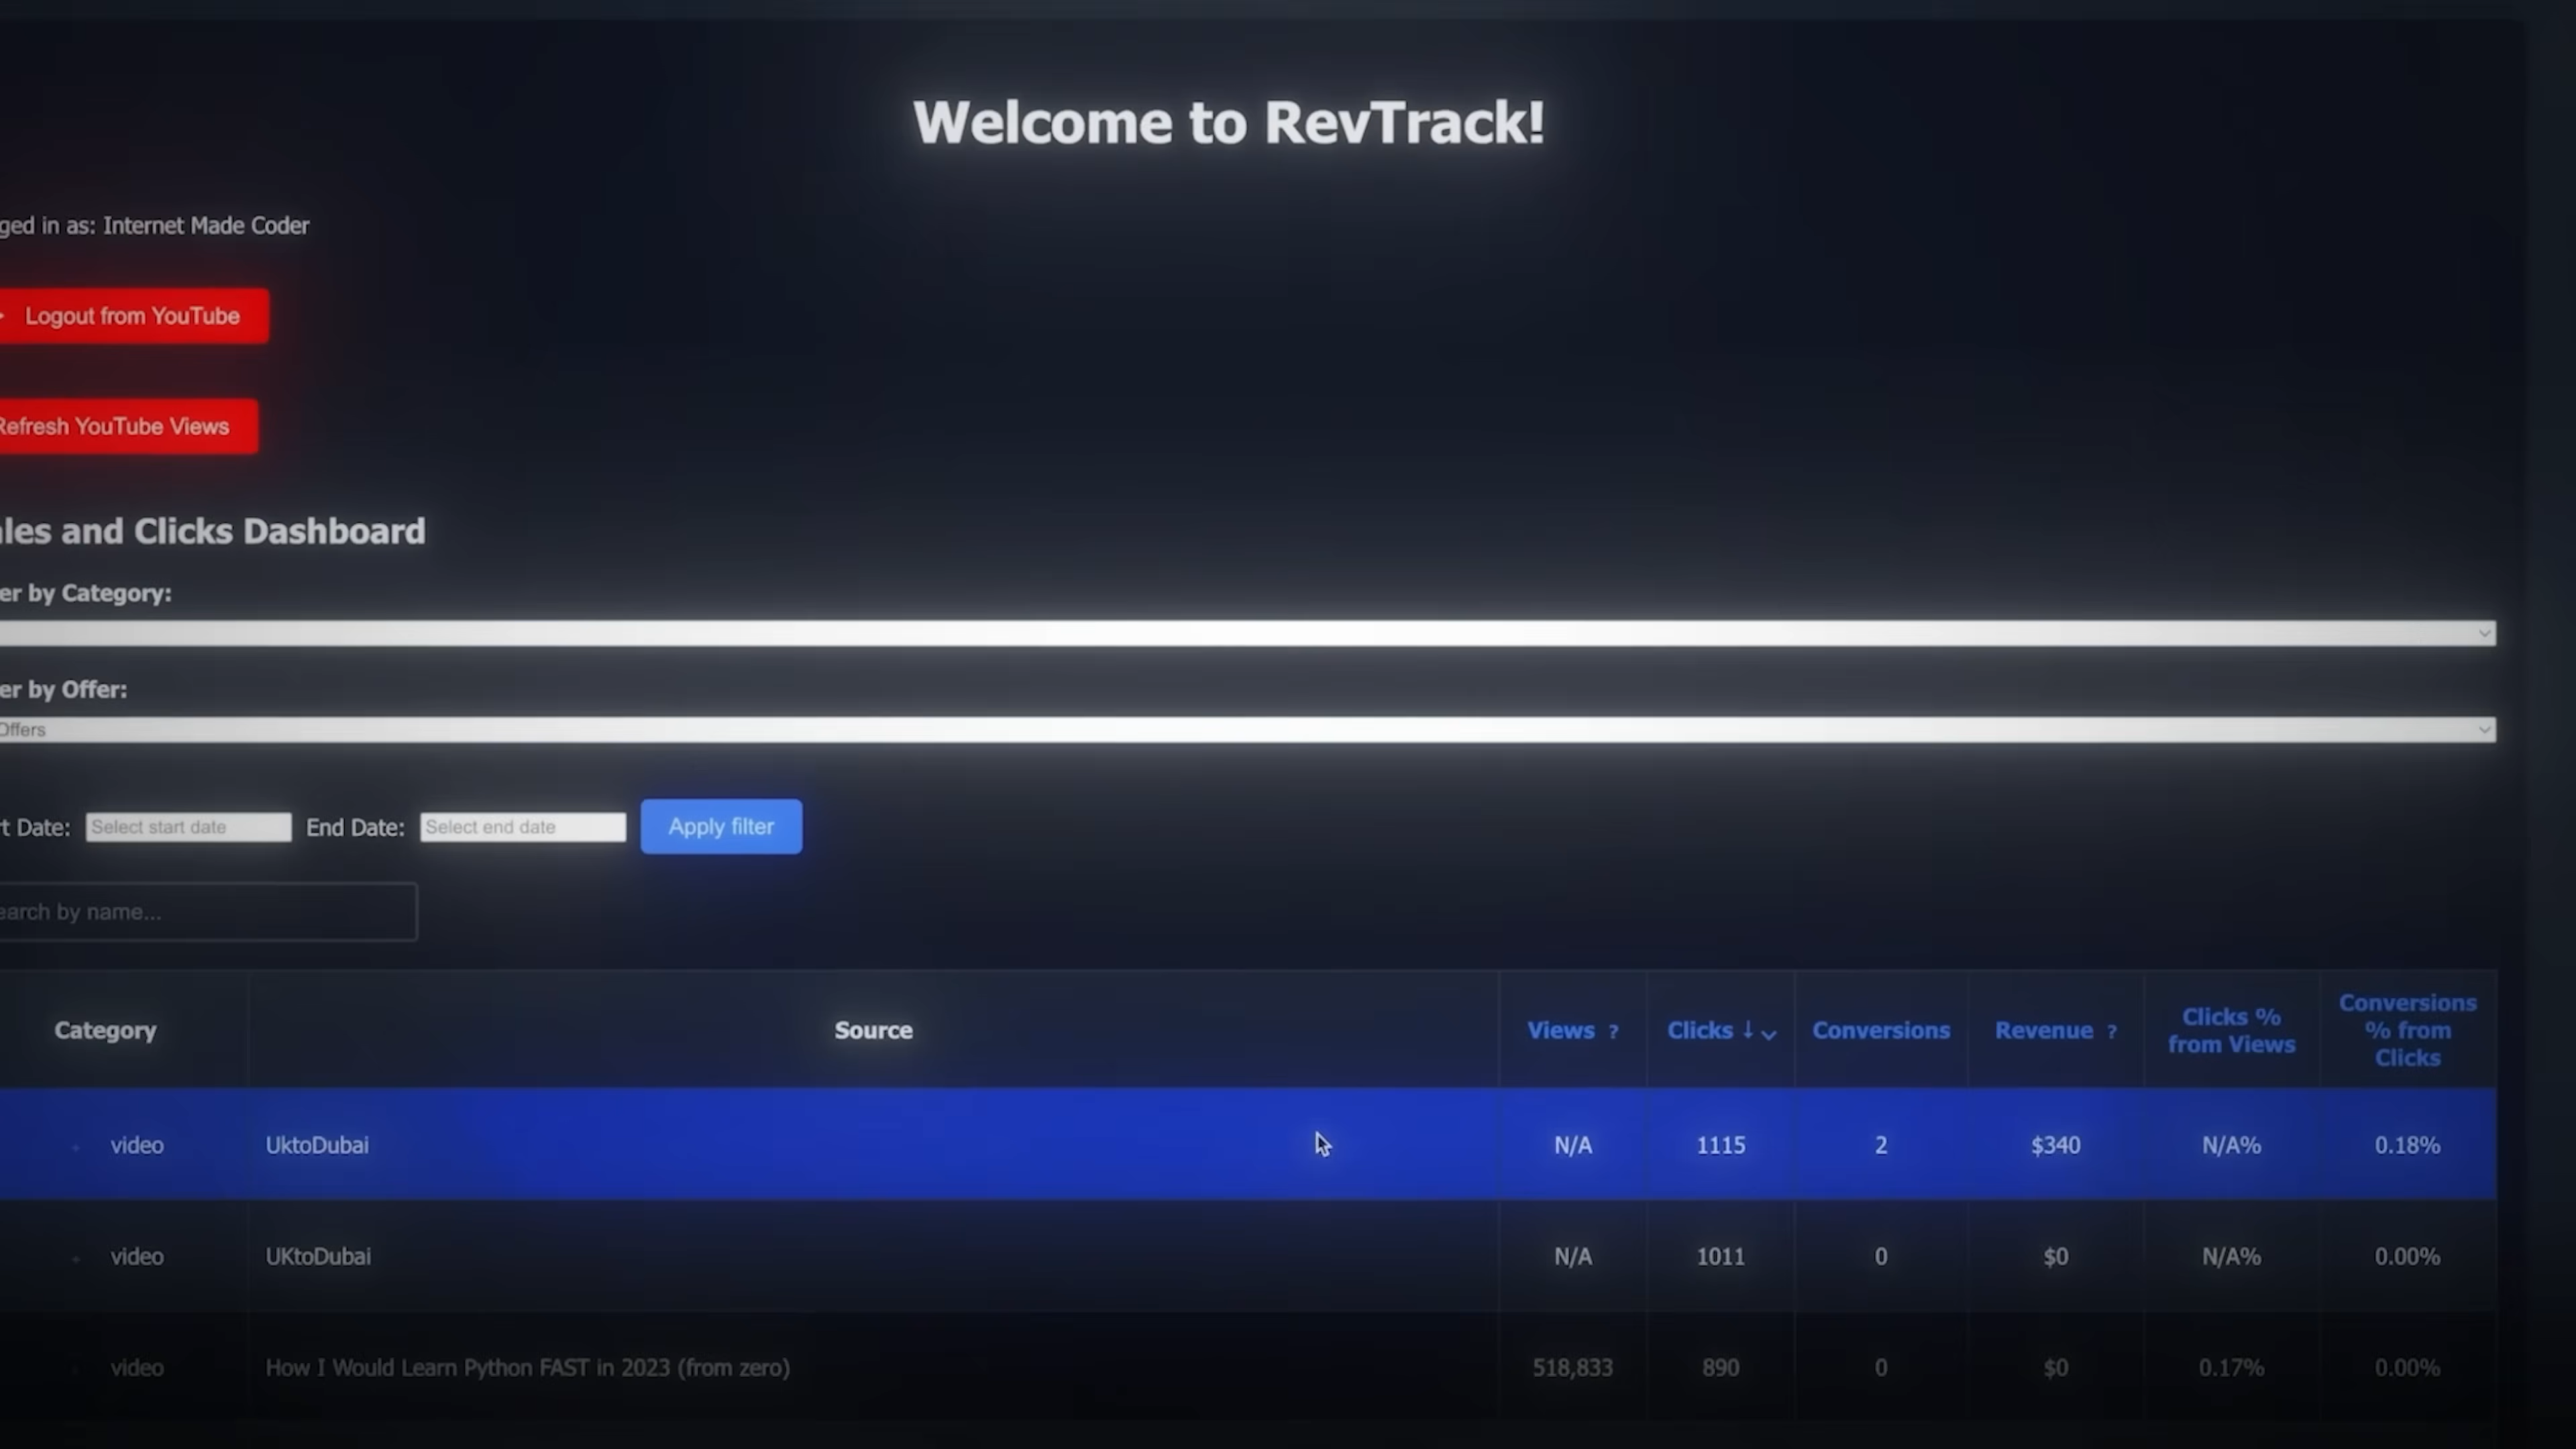 Welcome to RevTrack!
ged in as: Internet Made Coder
Logout from YouTube
Refresh YouTube Views
les and Clicks Dashboard
er by Category:
er by Offer:
Offers
t Date: Select start date End Date: Select end date Apply filter
earch by name...
Category Source Views ? Clicks ↓ Conversions Revenue ? Clicks % from Views Conversions % from Clicks
video UktoDubai N/A 1115 2 $340 N/A% 0.18%
video UKtoDubai N/A 1011 0 $0 N/A% 0.00%
video How I Would Learn Python FAST in 2023 (from zero) 518,833 890 0 $0 0.17% 0.00%